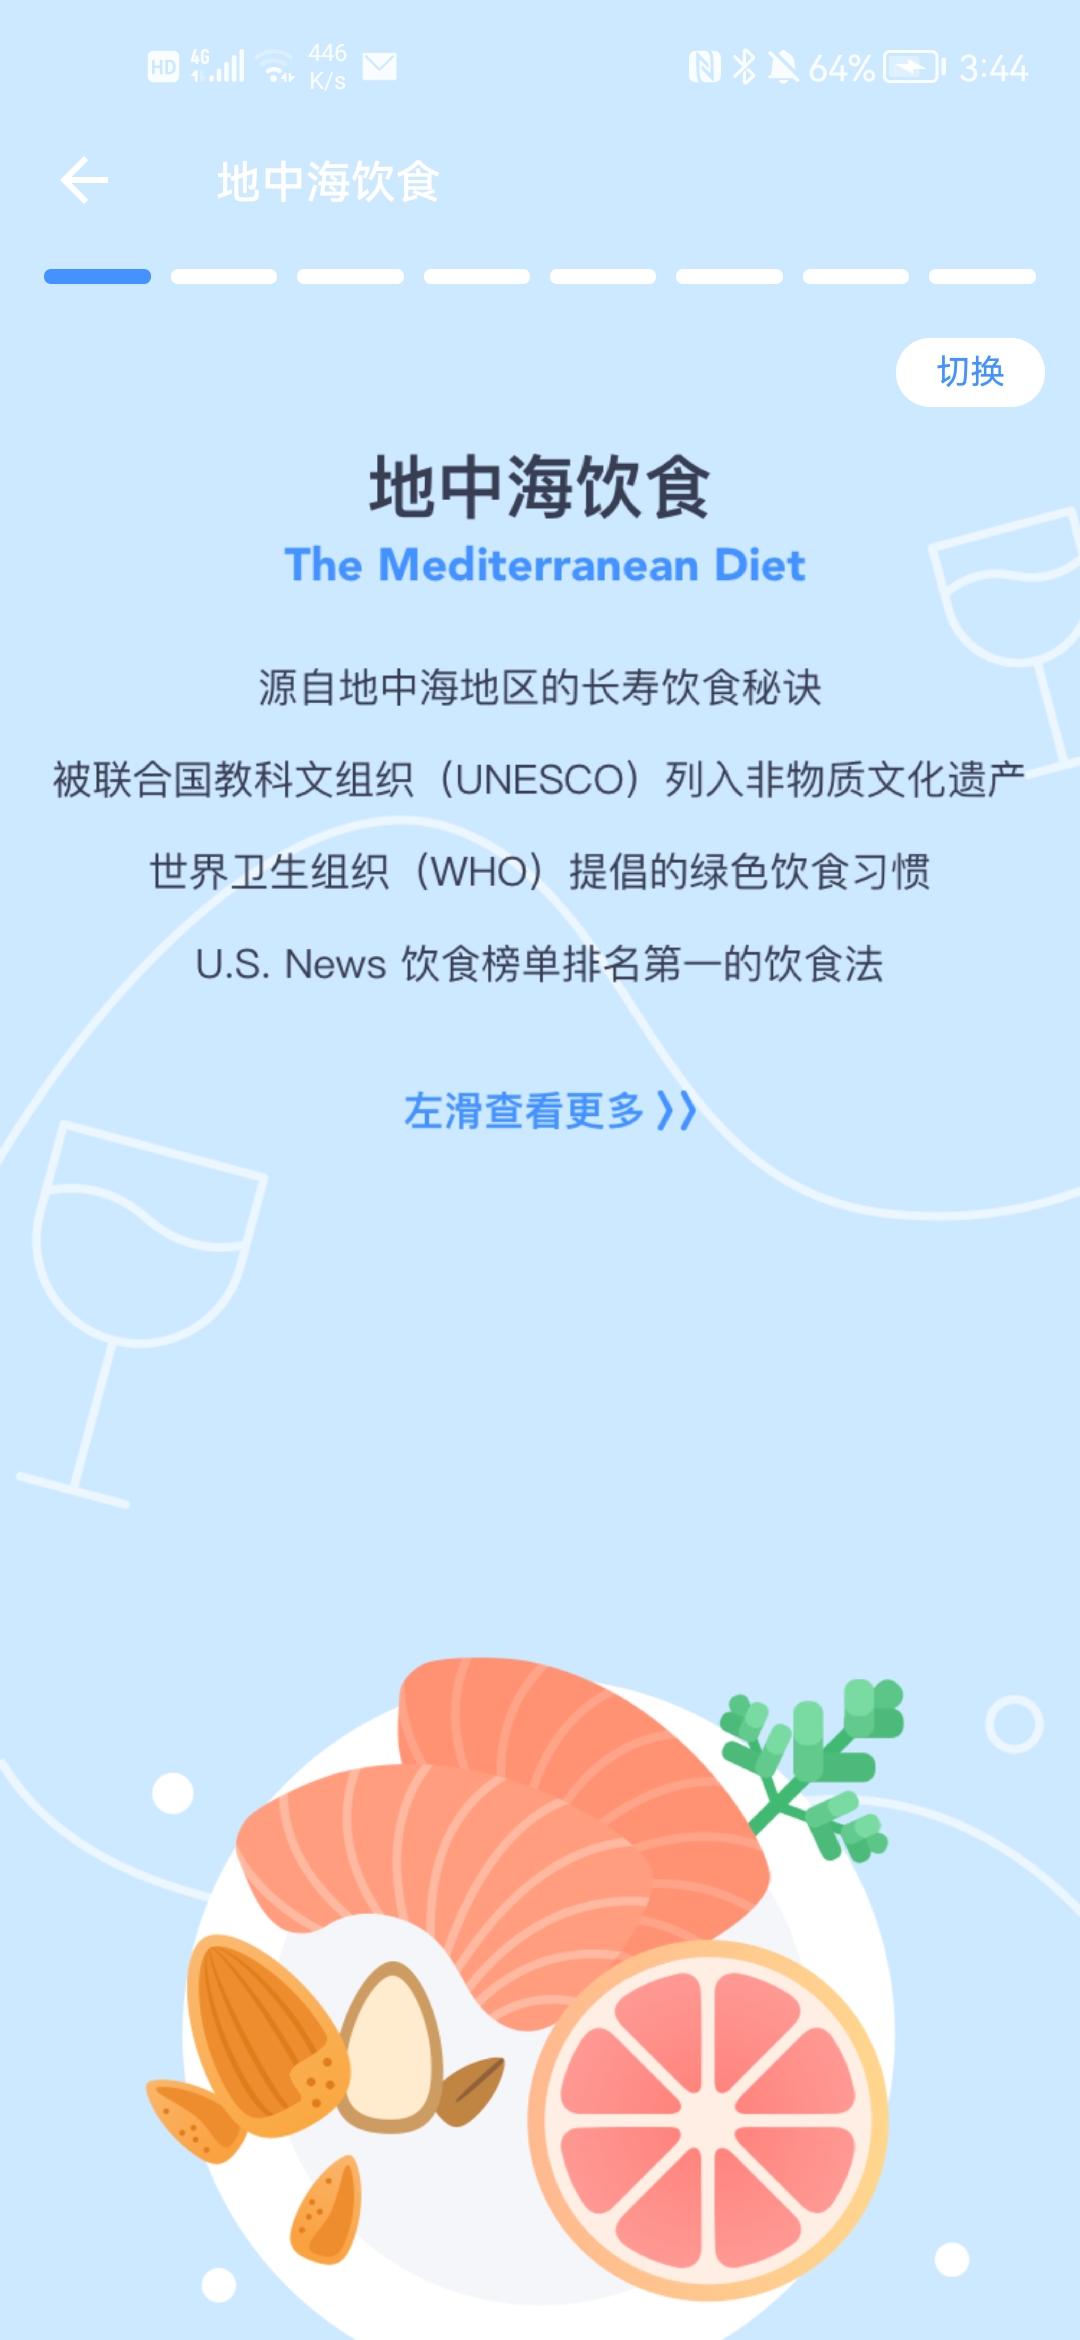 HD 4G 446 K/s 64% 3:44
地中海饮食
切换
地中海饮食
The Mediterranean Diet
源自地中海地区的长寿饮食秘诀
被联合国教科文组织（UNESCO）列入非物质文化遗产
世界卫生组织（WHO）提倡的绿色饮食习惯
U.S. News 饮食榜单排名第一的饮食法
左滑查看更多 》